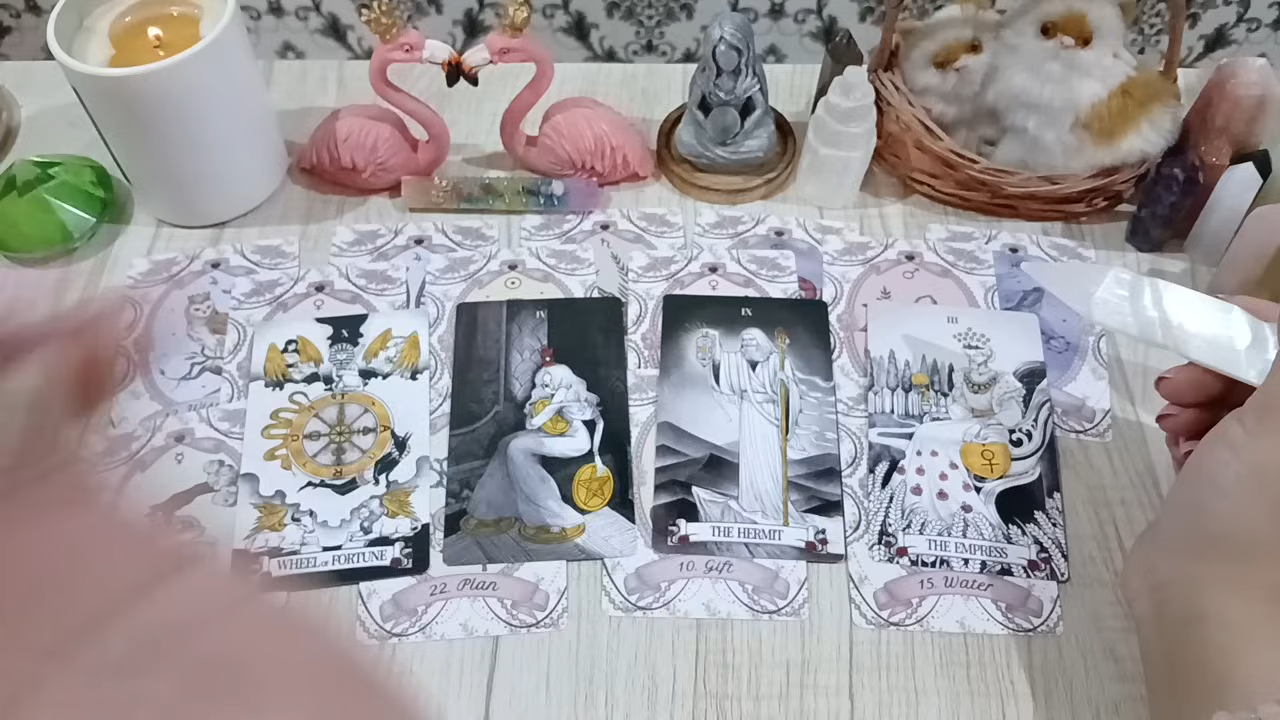 X
IV
IX
III
WHEEL OF FORTUNE
THE HERMIT
THE EMPRESS
22. Plan
10. Gift
15. Water